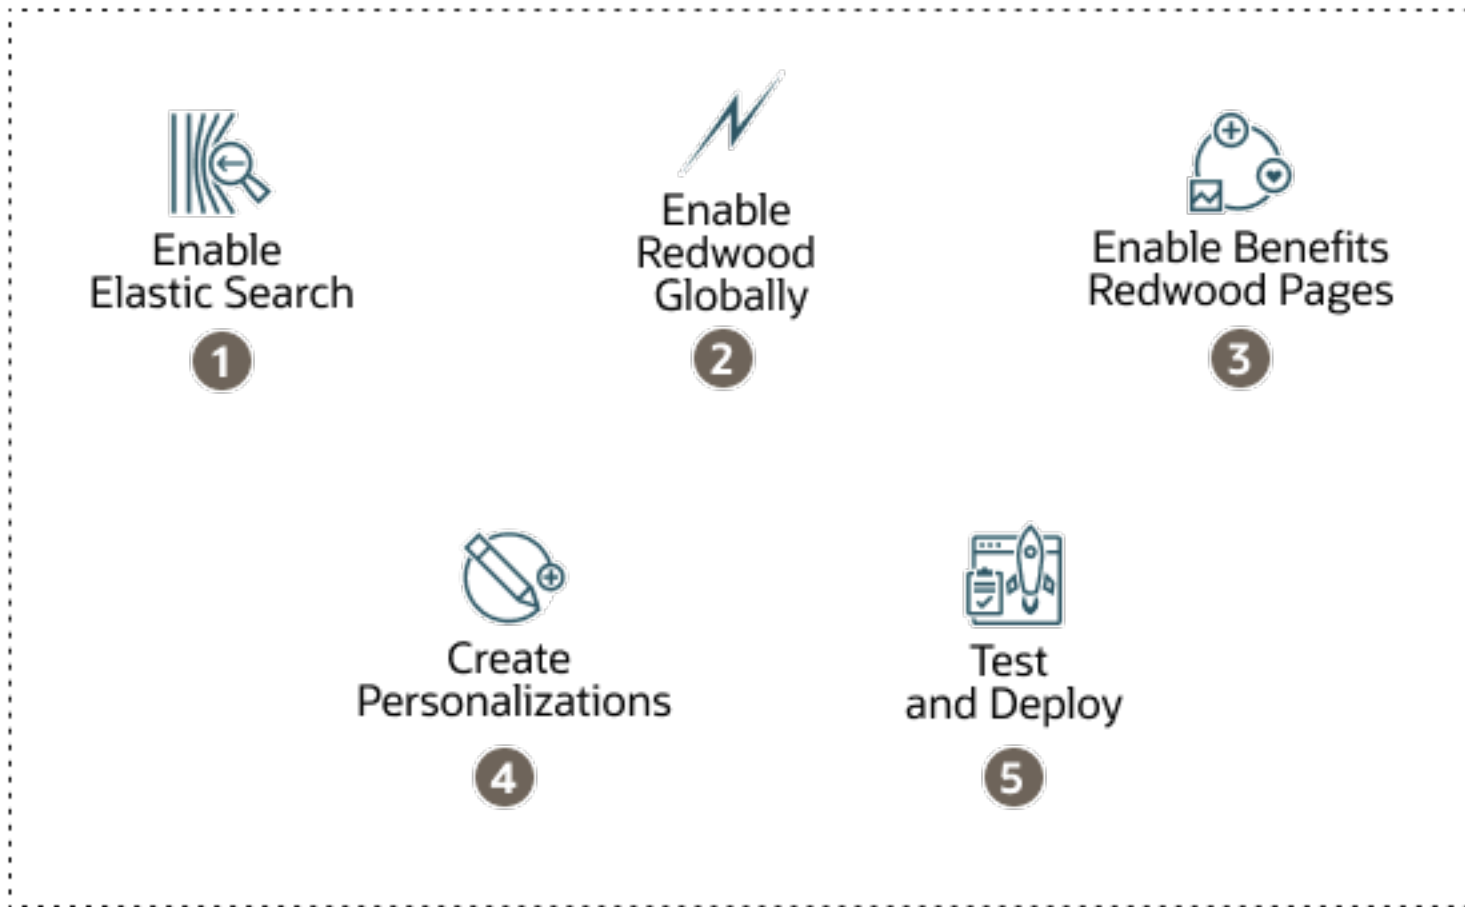 Enable
Elastic Search
1
Enable
Redwood
Globally
2
Enable Benefits
Redwood Pages
3
Create
Personalizations
4
Test
and Deploy
5